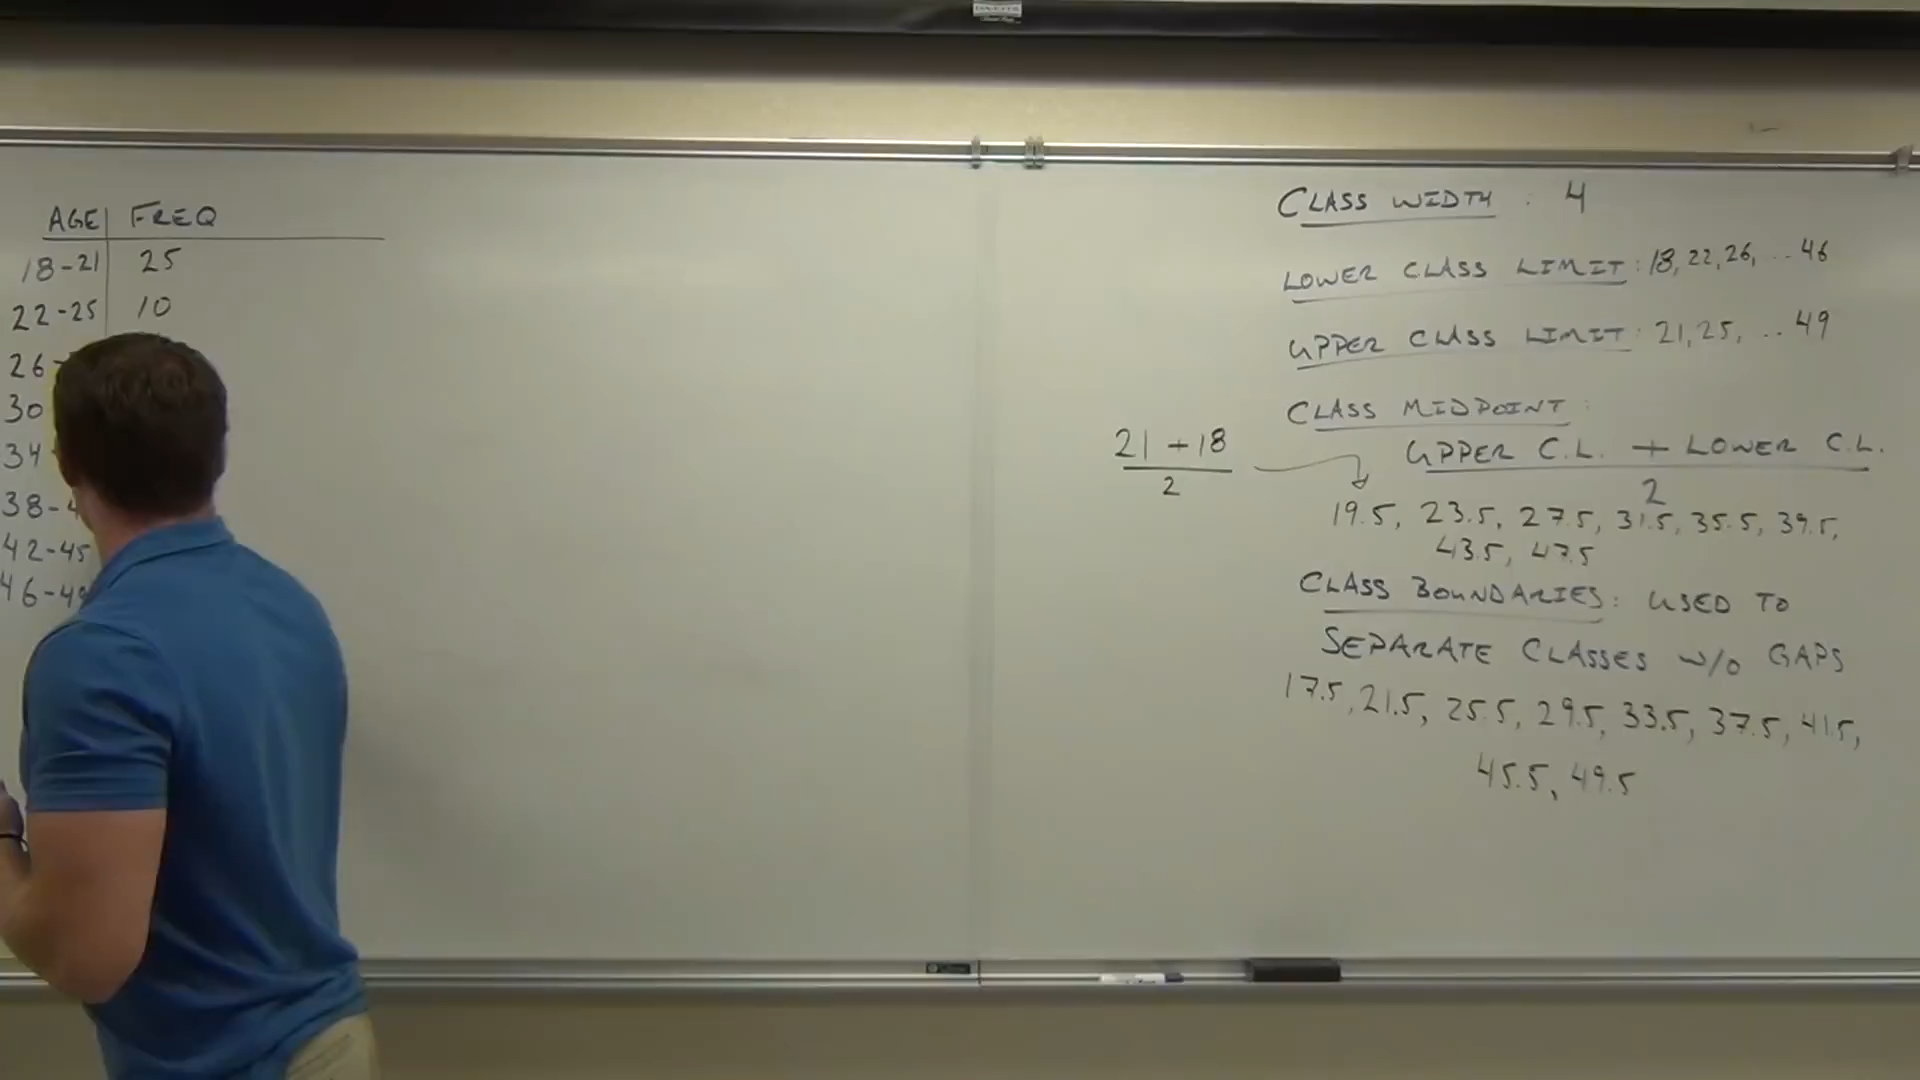 AGE FREQ
18-21 25
22-25 10
26-
30
34
38-4
42-45
46-49
CLASS WIDTH : 4
LOWER CLASS LIMIT: 18, 22, 26, ... 46
UPPER CLASS LIMIT: 21, 25, ... 49
CLASS MIDPOINT:
UPPER C.L. + LOWER C.L.
2
21 + 18
2
19.5, 23.5, 27.5, 31.5, 35.5, 39.5,
43.5, 47.5
CLASS BOUNDARIES: USED TO
SEPARATE CLASSES W/O GAPS
17.5, 21.5, 25.5, 29.5, 33.5, 37.5, 41.5,
45.5, 49.5